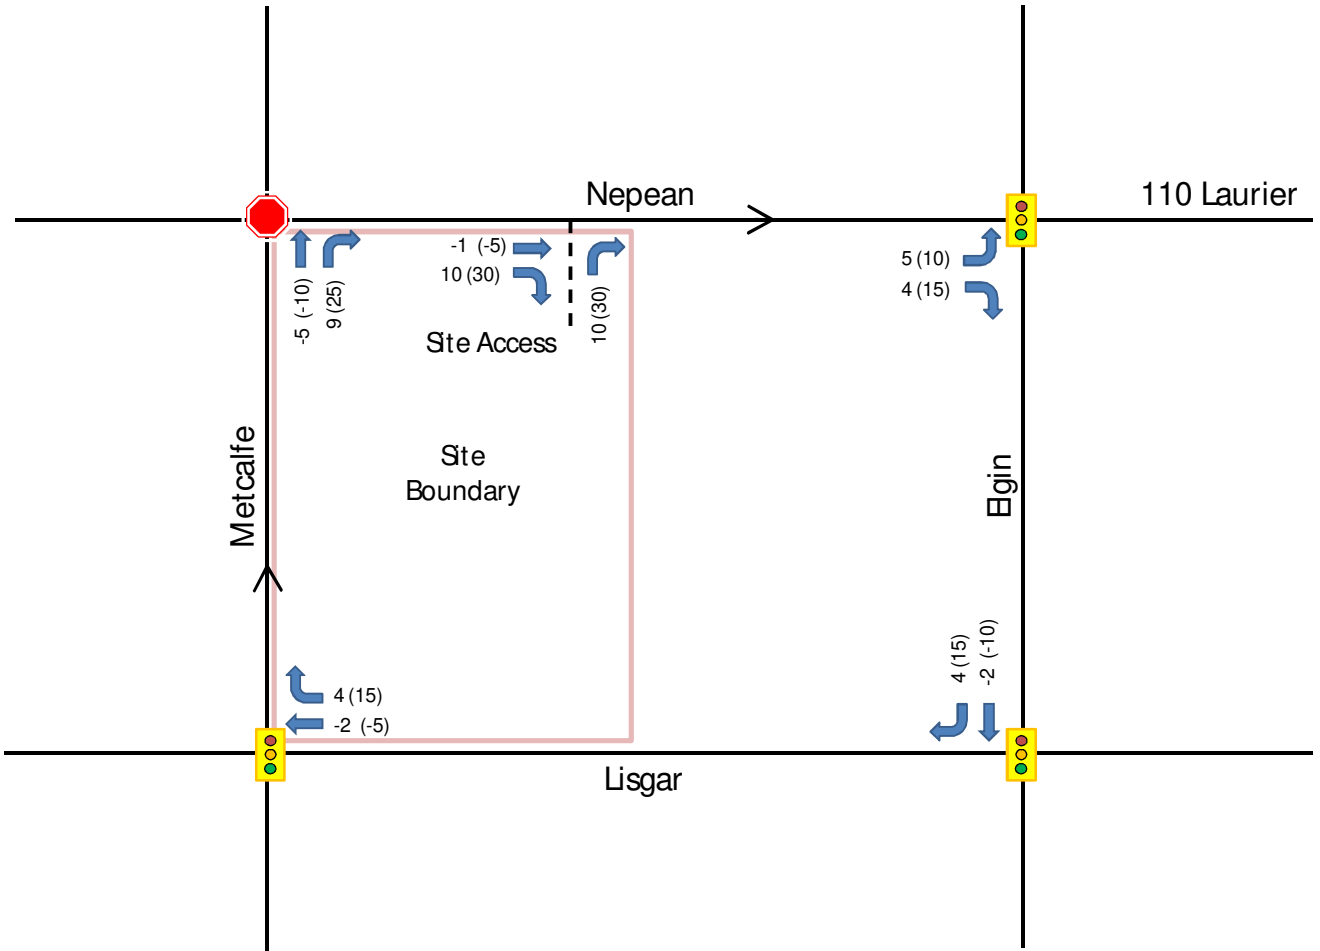 Nepean
110 Laurier
-1 (-5)
10 (30)
5 (10)
4 (15)
-5 (-10)
9 (25)
10 (30)
Site Access
Site
Boundary
Metcalfe
Elgin
4 (15)
-2 (-5)
4 (15)
-2 (-10)
Lisgar